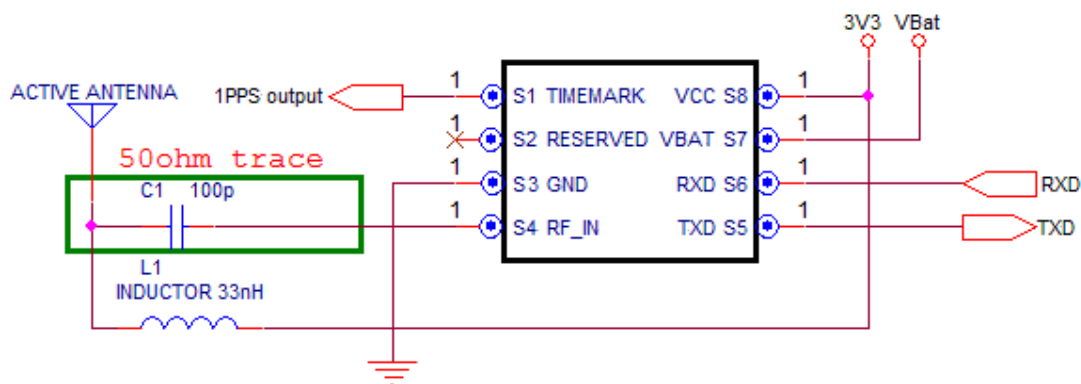 3V3 VBat
ACTIVE ANTENNA
1PPS output
1 S1 TIMEMARK VCC S8 1
1 S2 RESERVED VBAT S7 1
50ohm trace
C1 100p
1 S3 GND RXD S6 1 RXD
1 S4 RF_IN TXD S5 1 TXD
L1
INDUCTOR 33nH